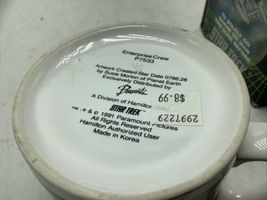 Enterprise Crew
P7533
Artwork Created Star Date 0786.28
by Susie Morton of Planet Earth
Exclusively Distributed by
Presents
A Division of Hamilton
STAR TREK
™ & © 1991 Paramount Pictures
All Rights Reserved
Hamilton Authorized User
Made in Korea
$8.99
2997229